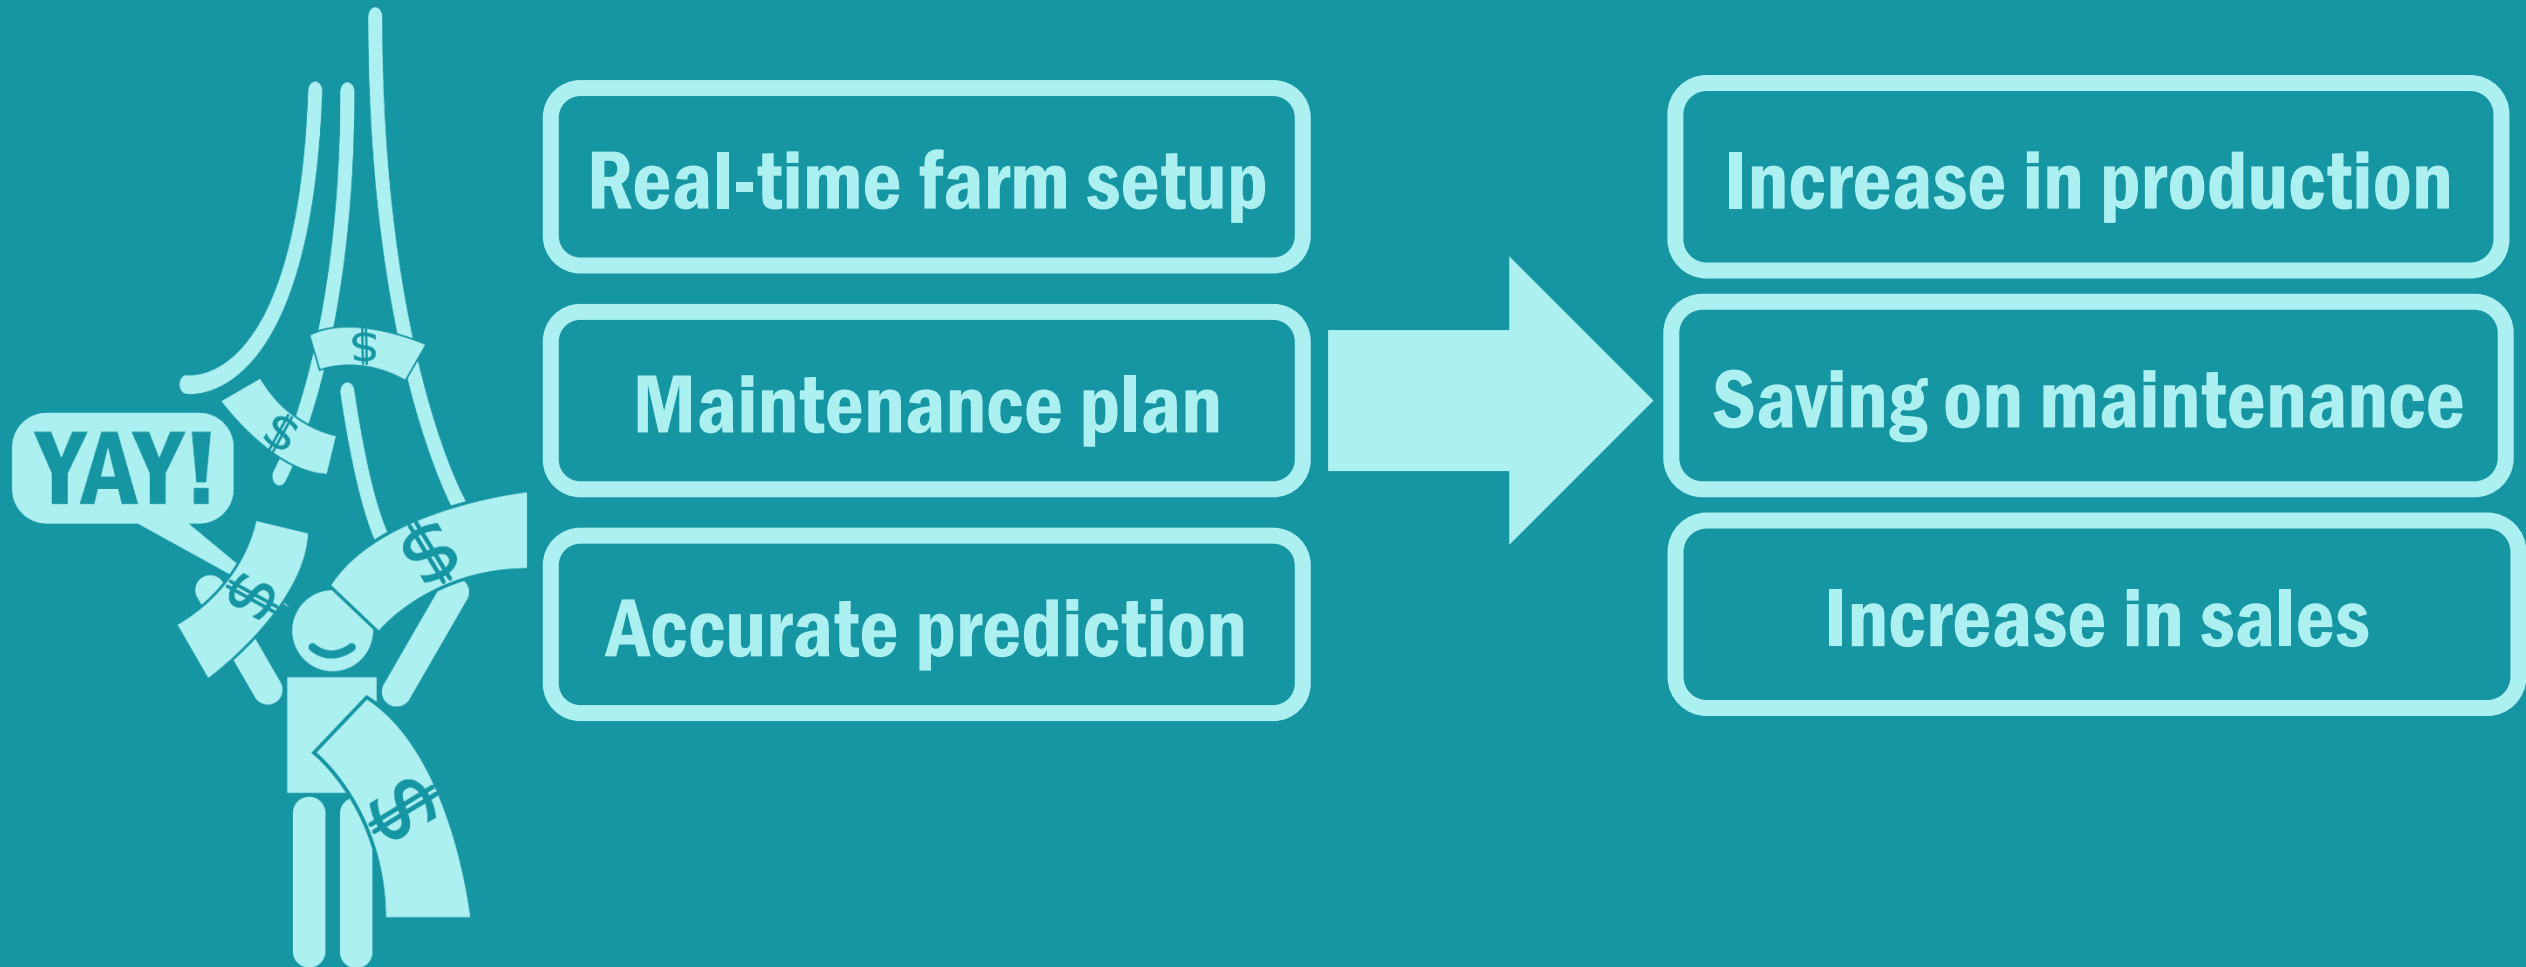 Real-time farm setup
Increase in production
Maintenance plan
Saving on maintenance
Accurate prediction
Increase in sales
YAY!
$
$
$
$
$